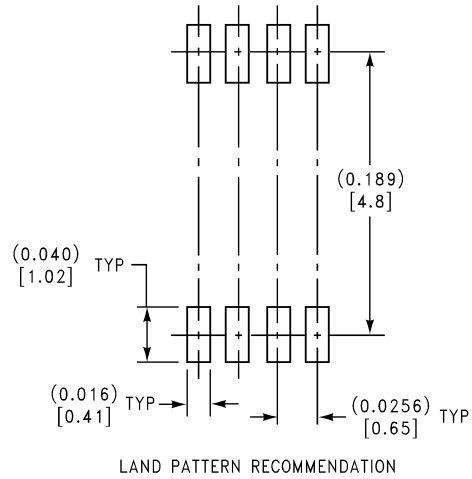 (0.189)
[4.8]
(0.040)
[1.02] TYP
(0.016)
[0.41] TYP
(0.0256)
[0.65] TYP
LAND PATTERN RECOMMENDATION